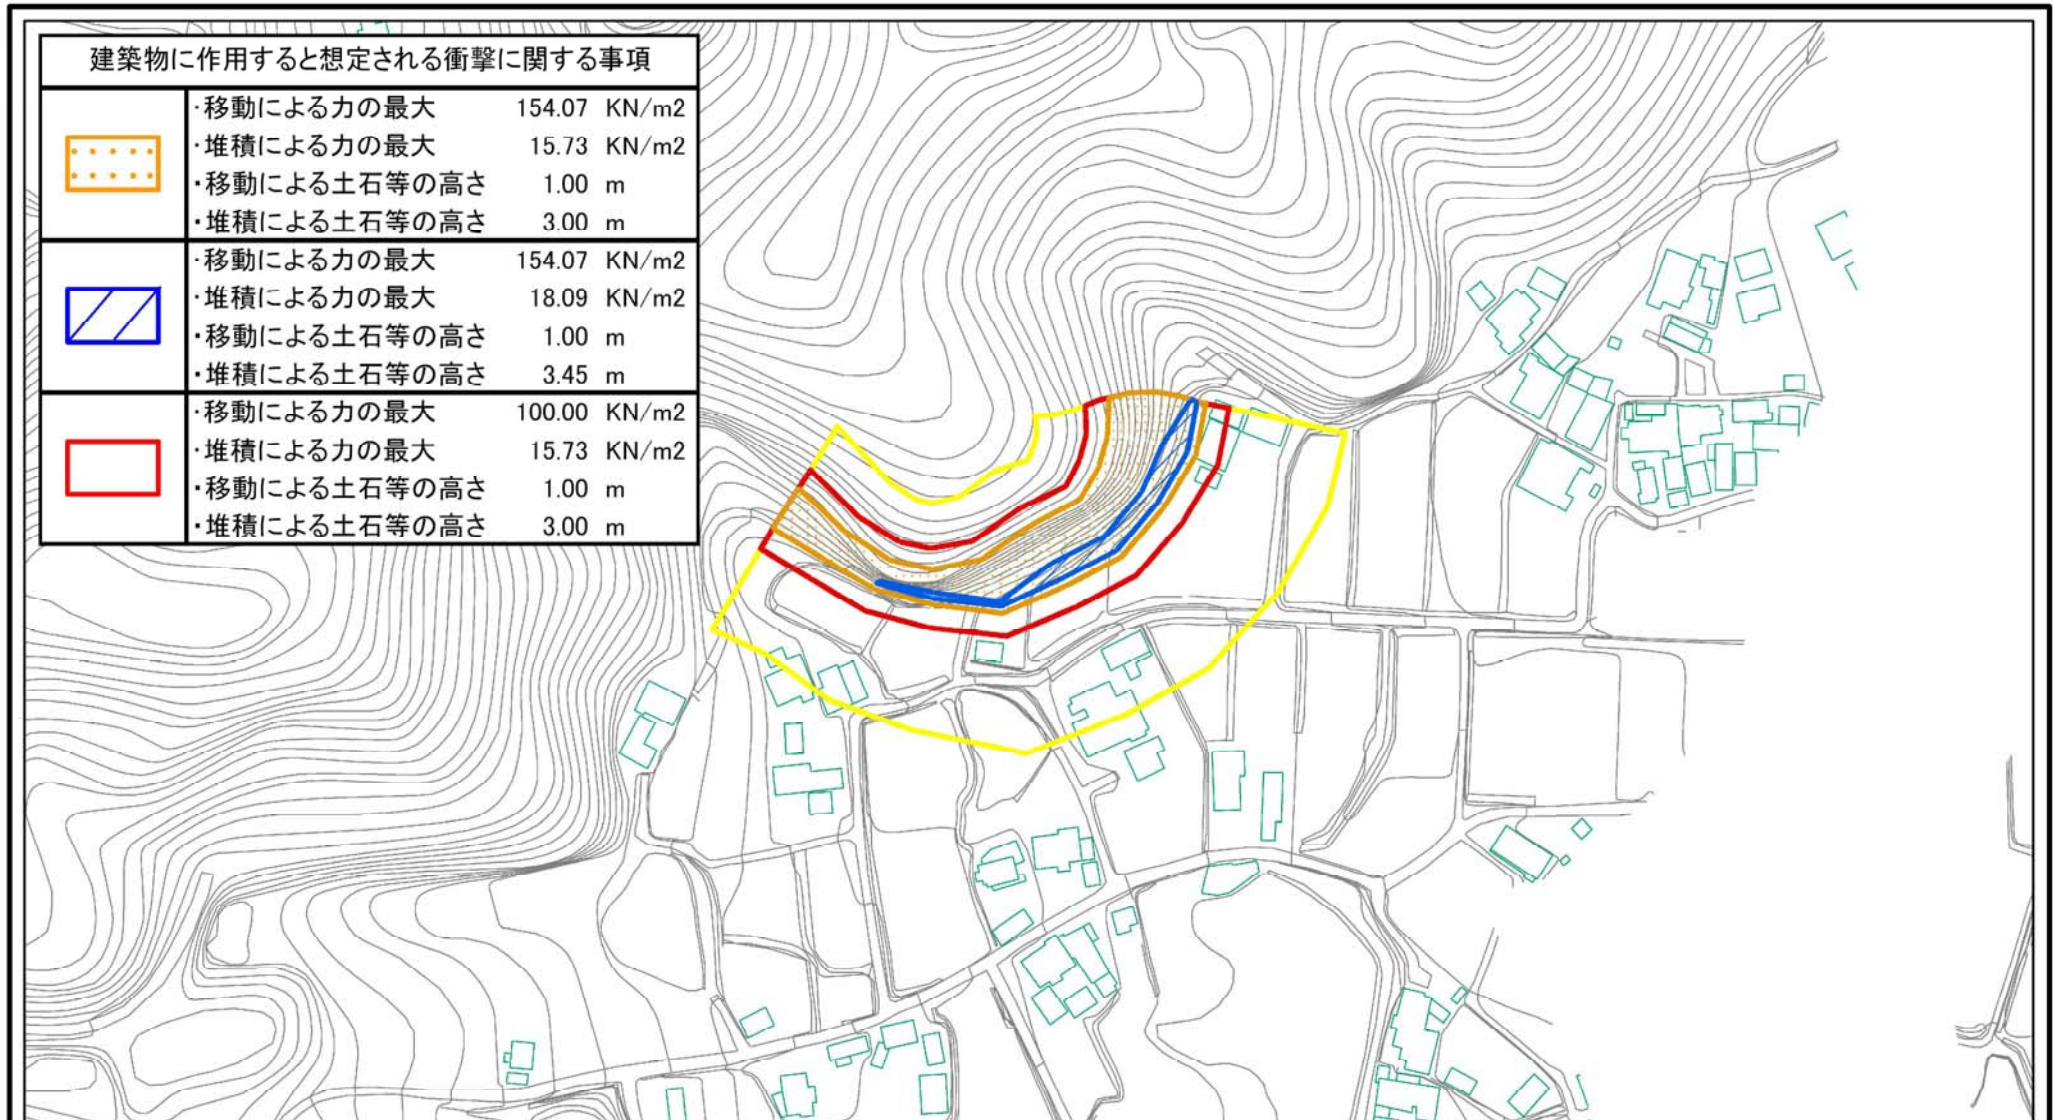 建築物に作用すると想定される衝撃に関する事項
・移動による力の最大 154.07 KN/m2
・堆積による力の最大 15.73 KN/m2
・移動による土石等の高さ 1.00 m
・堆積による土石等の高さ 3.00 m
・移動による力の最大 154.07 KN/m2
・堆積による力の最大 18.09 KN/m2
・移動による土石等の高さ 1.00 m
・堆積による土石等の高さ 3.45 m
・移動による力の最大 100.00 KN/m2
・堆積による力の最大 15.73 KN/m2
・移動による土石等の高さ 1.00 m
・堆積による土石等の高さ 3.00 m